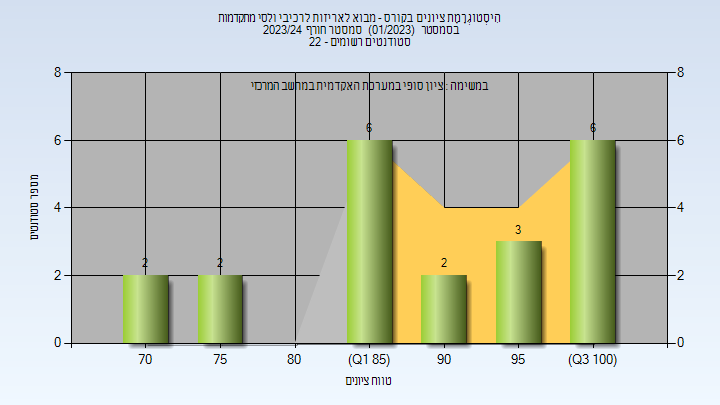 הִיסְטוֹגְרָמַת ציונים בקורס - מבוא לאריזות לרכיבי ולסי מתקדמות
בסמסטר (01/2023) סמסטר חורף 2023/24
סטודנטים רשומים - 22
במשימה : ציון סופי במערכת האקדמית במחשב המרכזי
8 8
6 6
4 4
2 2
0 0
2 2 6 2 3 6
מספר סטודנטים
70 75 80 (Q1 85) 90 95 (Q3 100)
טווח ציונים